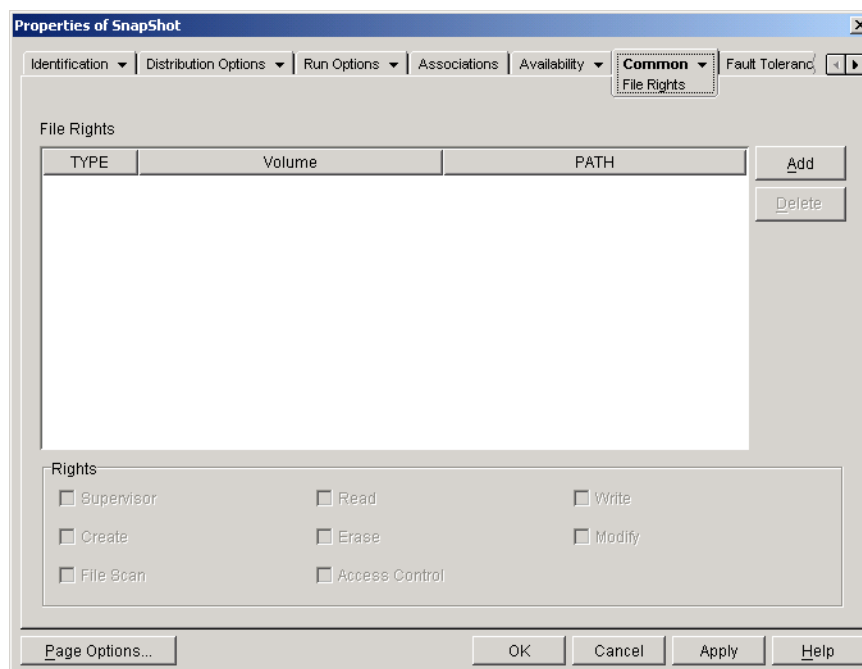 Properties of SnapShot
Identification Distribution Options Run Options Associations Availability Common Fault Toleranc
File Rights
File Rights
TYPE Volume PATH
Add
Delete
Rights
Supervisor Read Write
Create Erase Modify
File Scan Access Control
Page Options... OK Cancel Apply Help